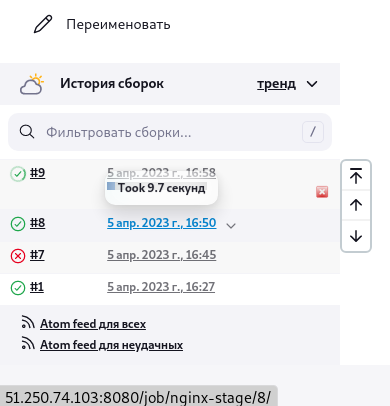 Переименовать
История сборок
тренд
Фильтровать сборки...
/
#9
5 апр. 2023 г., 16:58
Took 9.7 секунд
#8
5 апр. 2023 г., 16:50
#7
5 апр. 2023 г., 16:45
#1
5 апр. 2023 г., 16:27
Atom feed для всех
Atom feed для неудачных
51.250.74.103:8080/job/nginx-stage/8/